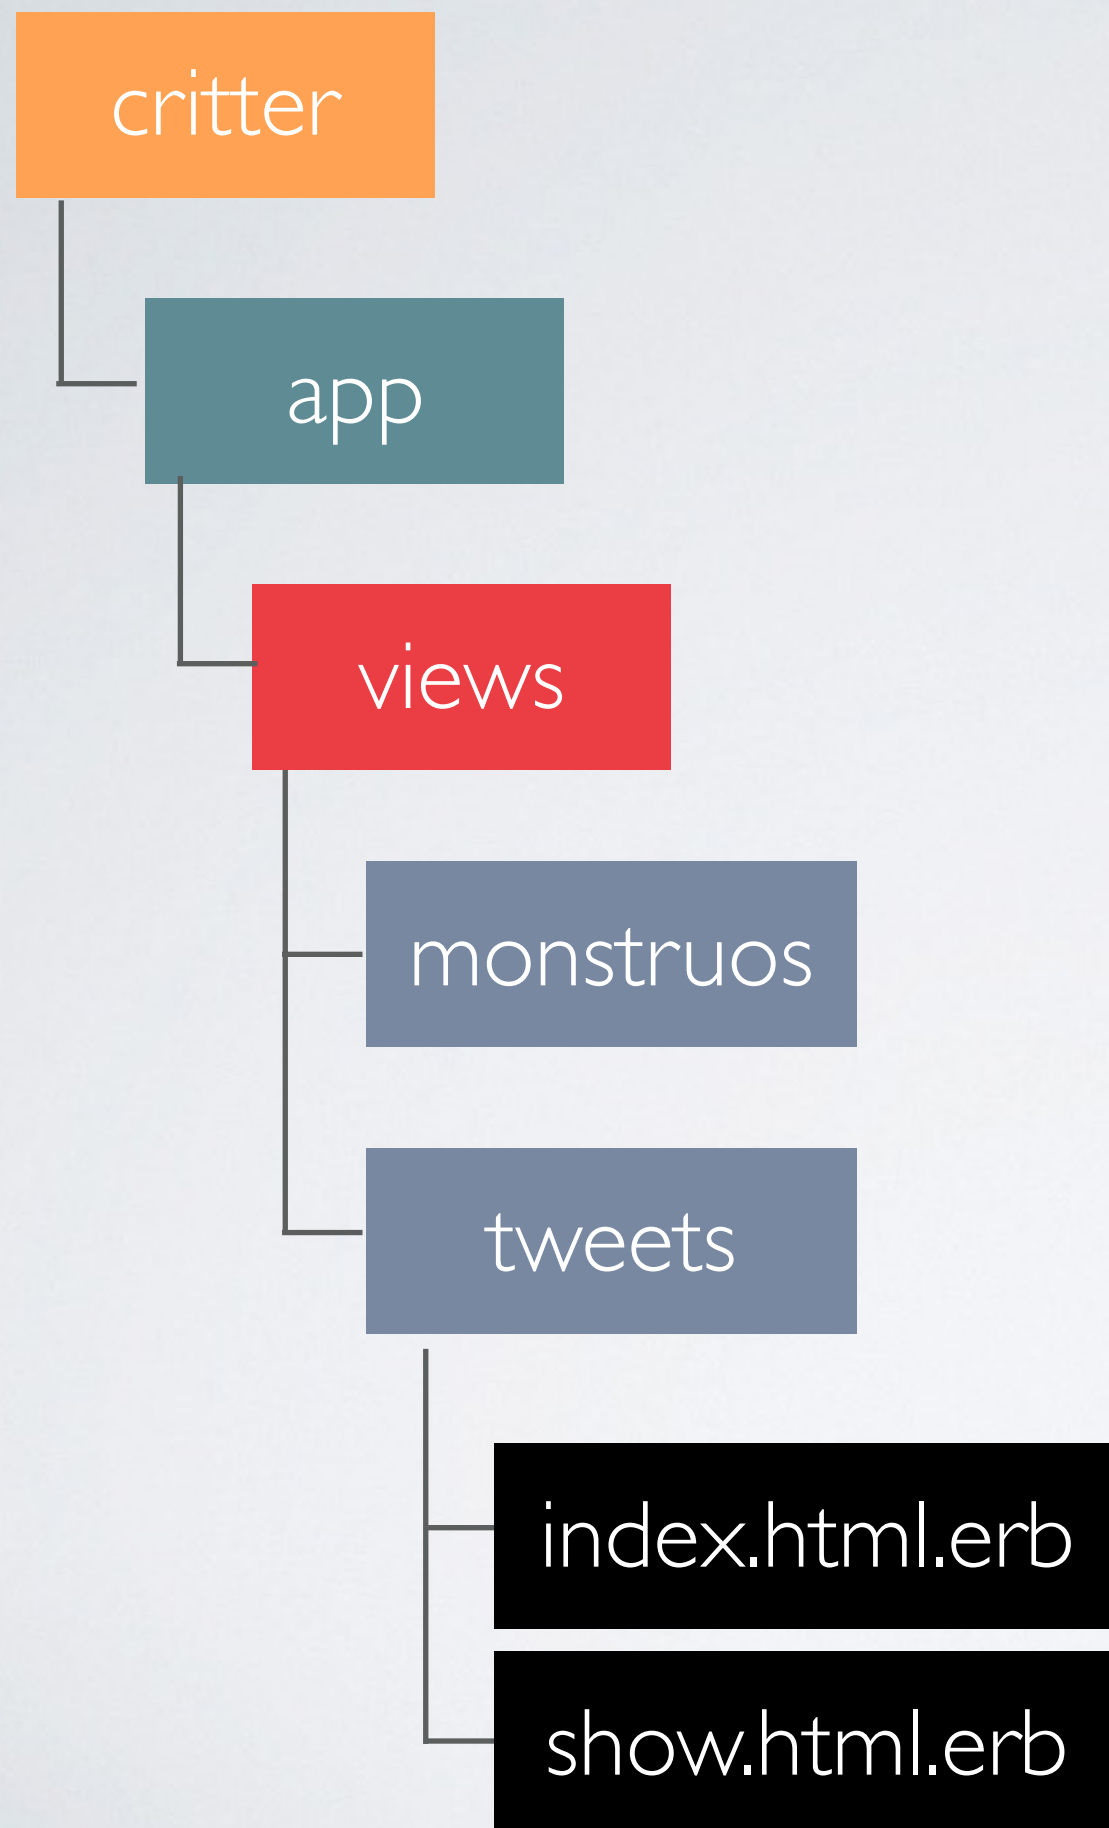 critter
app
views
monstruos
tweets
index.html.erb
show.html.erb